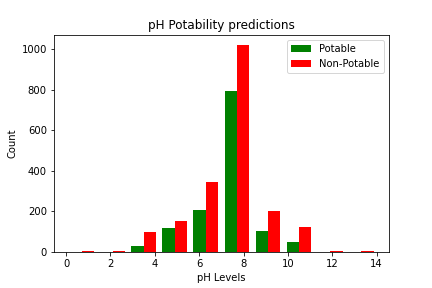 pH Potability predictions
Potable
Non-Potable
Count
1000
800
600
400
200
0
0 2 4 6 8 10 12 14
pH Levels